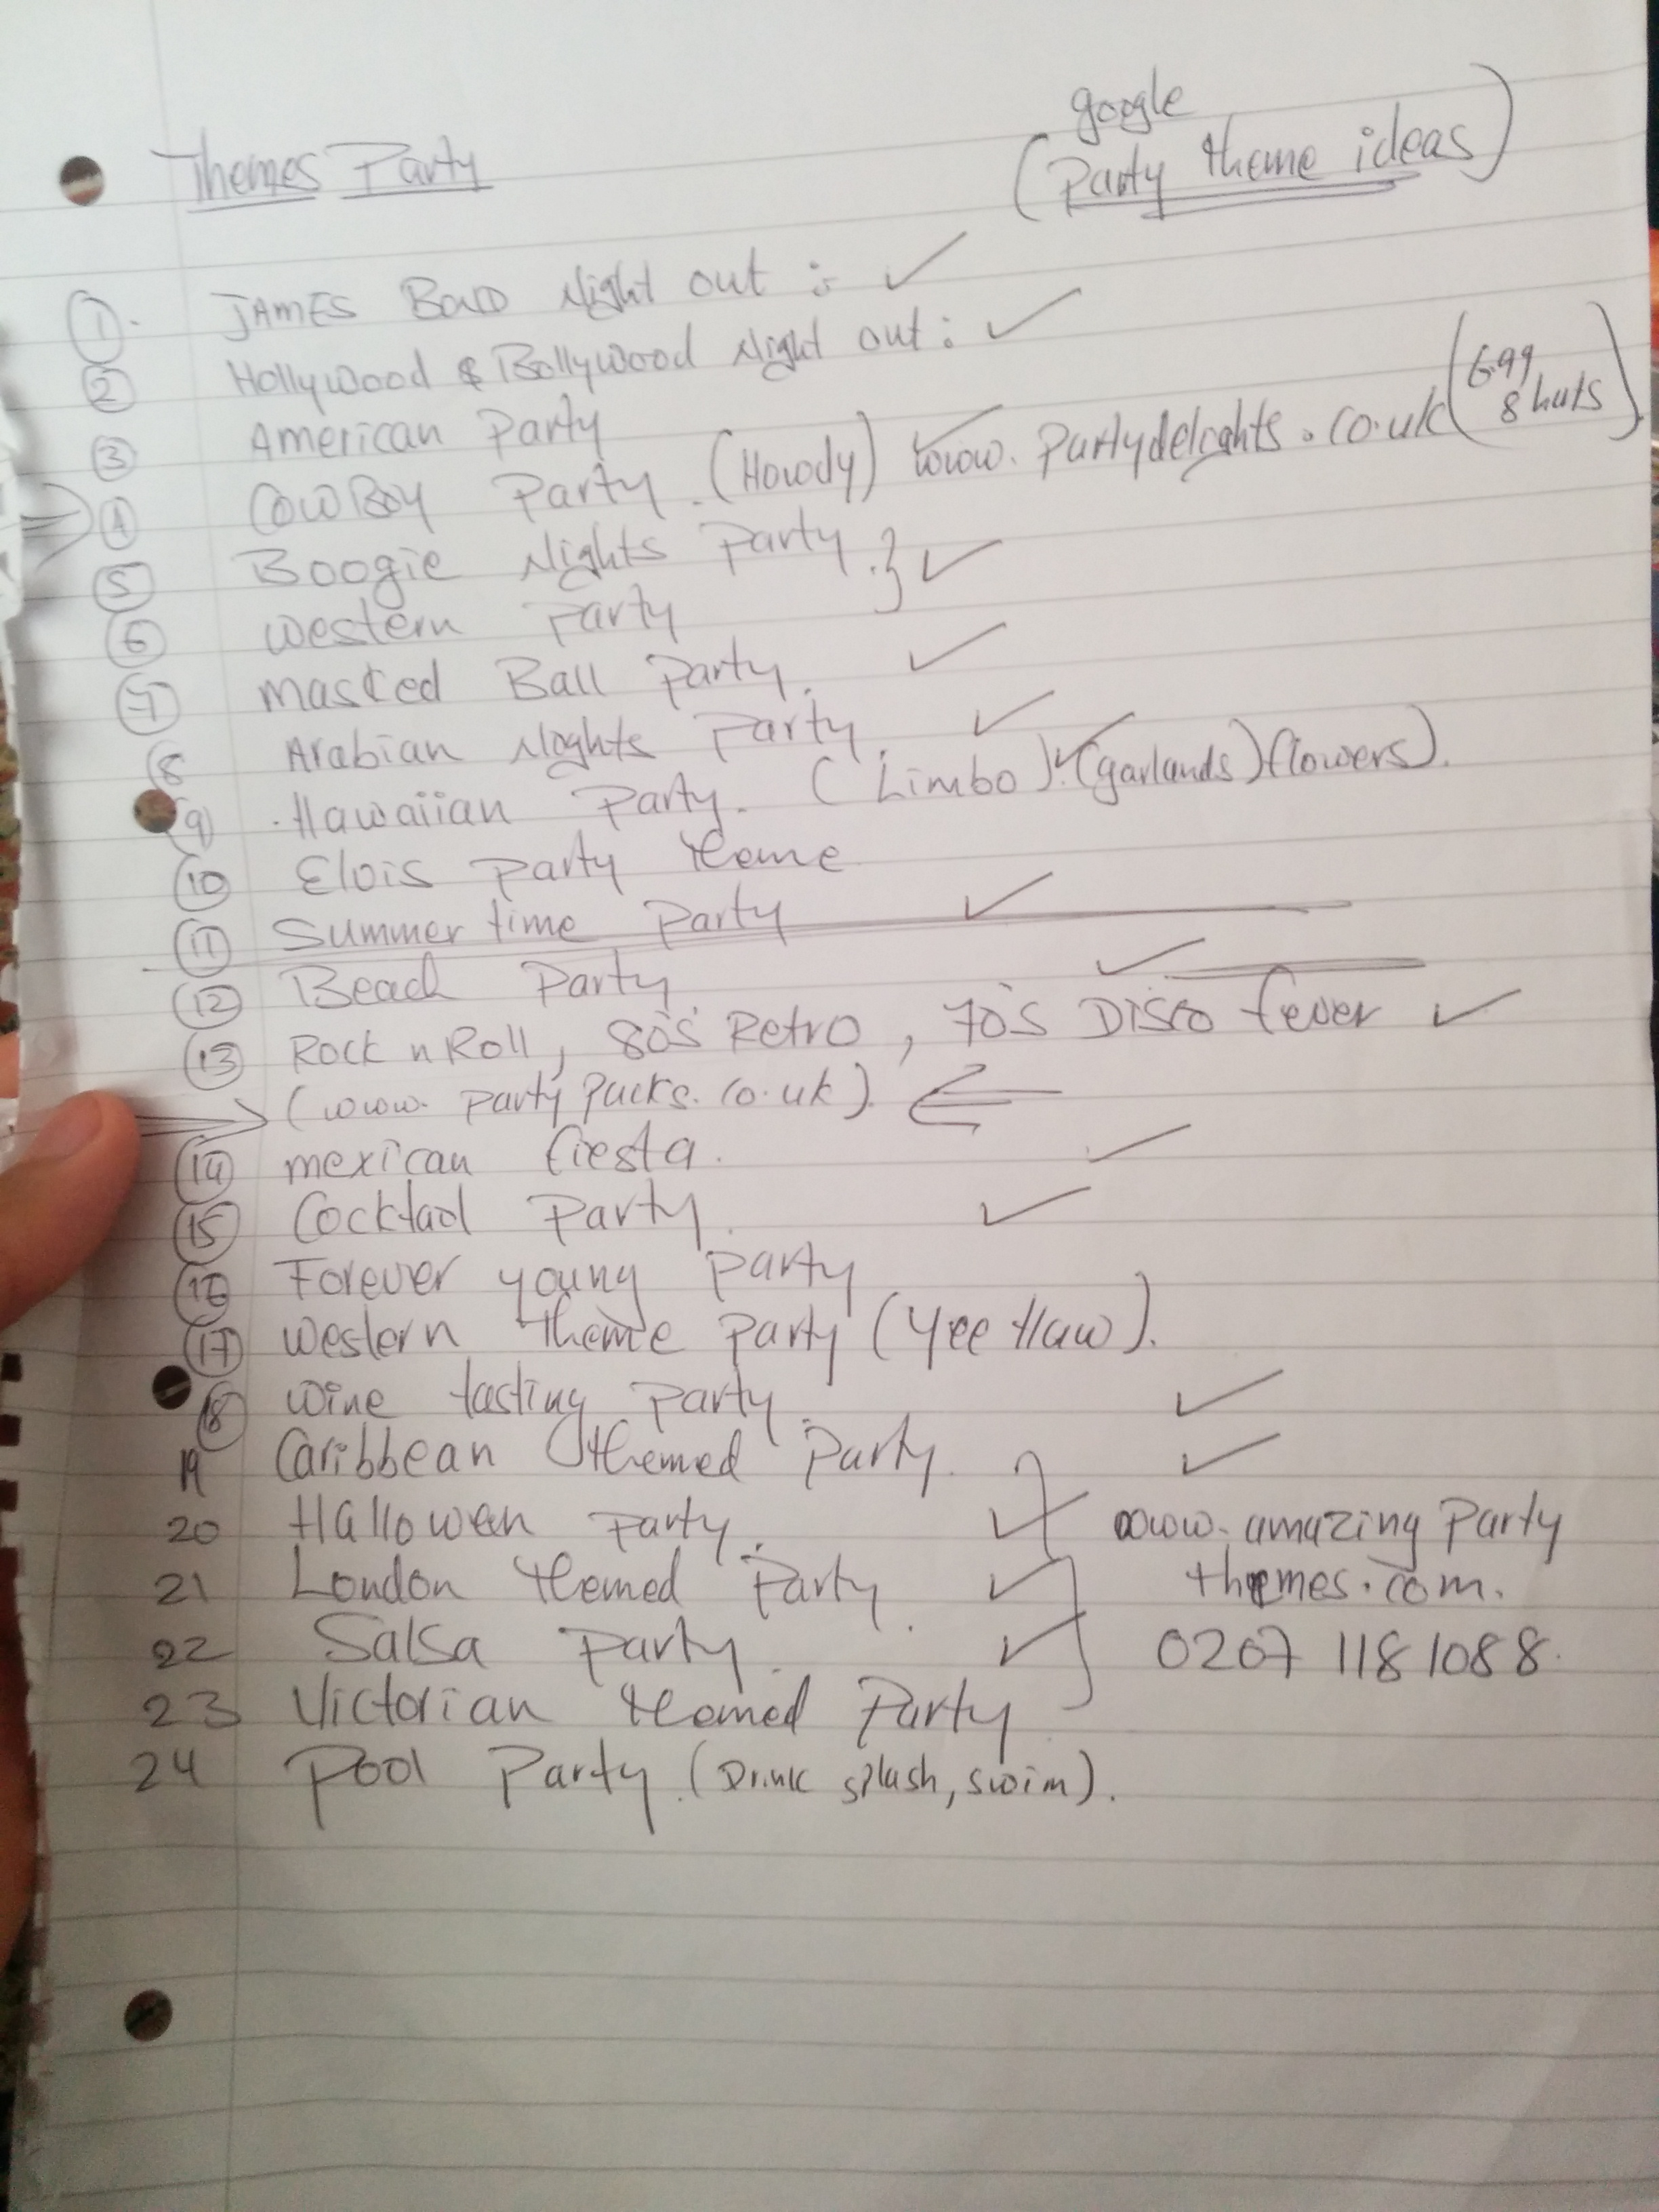 google
Themes Party (Party theme ideas)
1. JAMES BOND Night out : ✓
2 Hollywood & Bollywood Night out : ✓
3 American Party
(6.99 8 hats)
4 CowBoy Party. (Howdy) ✓ www.Partydelights.co.uk
5 Boogie Nights Party. } ✓
6 western Party
7 masked Ball Party. ✓
8 Arabian Nights Party. ✓
9 Hawaiian Party. (Limbo) ✓ (garlands) flowers).
10 Elvis party theme
11 Summer time Party ✓
12 Beach Party ✓
13 Rock n Roll, 80's Retro, 70's Disco fever ✓
(www.partypacks.co.uk).
14 mexican fiesta. ✓
15 Cocktail Party. ✓
16 Forever young party
17 western theme Party (Yee Haw).
18 wine tasting party. ✓
19 Caribbean themed Party. ✓
20 Halloween Party. ✓ www.amazing Party
21 London themed Party. ✓ themes.com.
22 Salsa Party. ✓ 0207 1181088.
23 Victorian themed Party
24 Pool Party. (Drink splash, swim).